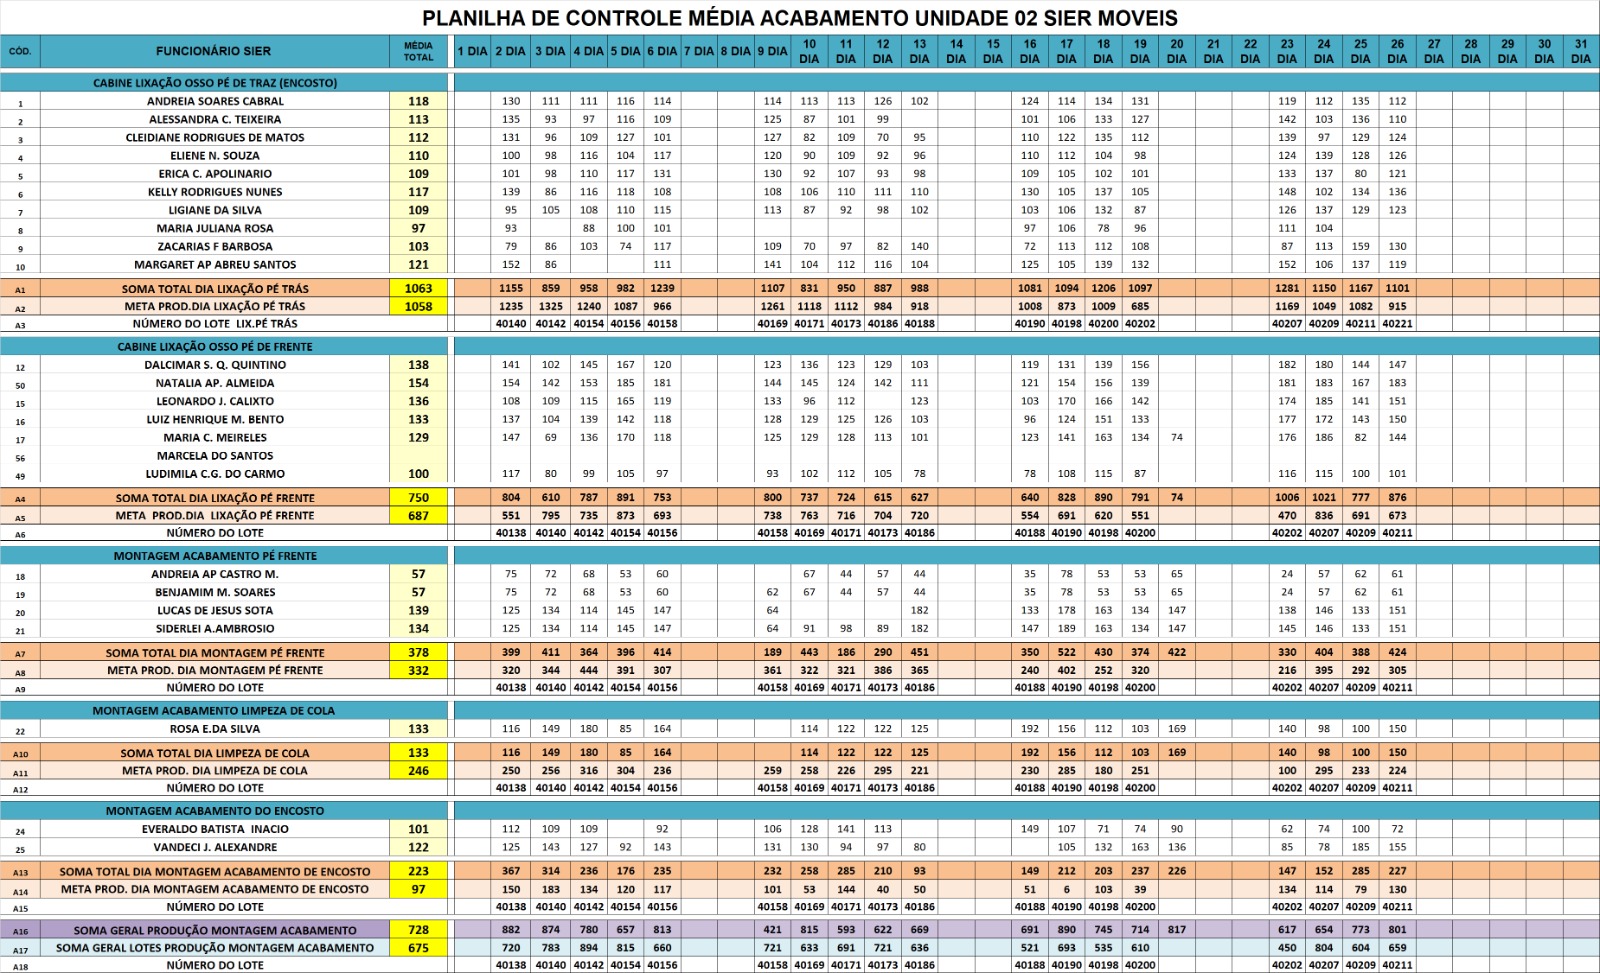 PLANILHA DE CONTROLE MÉDIA ACABAMENTO UNIDADE 02 SIER MOVEIS
CÓD. FUNCIONÁRIO SIER MÉDIA TOTAL 1 DIA 2 DIA 3 DIA 4 DIA 5 DIA 6 DIA 7 DIA 8 DIA 9 DIA 10 DIA 11 DIA 12 DIA 13 DIA 14 DIA 15 DIA 16 DIA 17 DIA 18 DIA 19 DIA 20 DIA 21 DIA 22 DIA 23 DIA 24 DIA 25 DIA 26 DIA 27 DIA 28 DIA 29 DIA 30 DIA 31 DIA
CABINE LIXAÇÃO OSSO PÉ DE TRAZ (ENCOSTO)
1 ANDREIA SOARES CABRAL 118 130 111 111 116 114 114 113 113 126 102 124 114 134 131 119 112 135 112
2 ALESSANDRA C. TEIXEIRA 113 135 93 97 116 109 125 87 101 99 101 106 133 127 142 103 136 110
3 CLEIDIANE RODRIGUES DE MATOS 112 131 96 109 127 101 127 82 109 70 95 110 122 135 112 139 97 129 124
4 ELIENE N. SOUZA 110 100 98 116 104 117 120 90 109 92 96 110 112 104 98 124 139 128 126
5 ERICA C. APOLINARIO 109 101 98 110 117 131 130 92 107 93 98 109 105 102 101 133 137 80 121
6 KELLY RODRIGUES NUNES 117 139 86 116 118 108 108 106 110 111 110 130 105 137 105 148 102 134 136
7 LIGIANE DA SILVA 109 95 105 108 110 115 113 87 92 98 102 103 106 132 87 126 137 129 123
8 MARIA JULIANA ROSA 97 93 88 100 101 97 106 78 96 111 104
9 ZACARIAS F BARBOSA 103 79 86 103 74 117 109 70 97 82 140 72 113 112 108 87 113 159 130
10 MARGARET AP ABREU SANTOS 121 152 86 111 141 104 112 116 104 125 105 139 132 152 106 137 119
A1 SOMA TOTAL DIA LIXAÇÃO PÉ TRÁS 1063 1155 859 958 982 1239 1107 831 950 887 988 1081 1094 1206 1097 1281 1150 1167 1101
A2 META PROD.DIA LIXAÇÃO PÉ TRÁS 1058 1235 1325 1240 1087 966 1261 1118 1112 984 918 1008 873 1009 685 1169 1049 1082 915
A3 NÚMERO DO LOTE LIX.PÉ TRÁS 40140 40142 40154 40156 40158 40169 40171 40173 40186 40188 40190 40198 40200 40202 40207 40209 40211 40221
CABINE LIXAÇÃO OSSO PÉ DE FRENTE
12 DALCIMAR S. Q. QUINTINO 138 141 102 145 167 120 123 136 123 129 103 119 131 139 156 182 180 144 147
50 NATALIA AP. ALMEIDA 154 154 142 153 185 181 144 145 124 142 111 121 154 156 139 181 183 167 183
15 LEONARDO J. CALIXTO 136 108 109 115 165 119 133 96 112 123 103 170 166 142 174 185 141 151
16 LUIZ HENRIQUE M. BENTO 133 137 104 139 142 118 128 129 125 126 103 96 124 151 133 177 172 143 150
17 MARIA C. MEIRELES 129 147 69 136 170 118 125 129 128 113 101 123 141 163 134 74 176 186 82 144
56 MARCELA DO SANTOS
49 LUDIMILA C.G. DO CARMO 100 117 80 99 105 97 93 102 112 105 78 78 108 115 87 116 115 100 101
A4 SOMA TOTAL DIA LIXAÇÃO PÉ FRENTE 750 804 610 787 891 753 800 737 724 615 627 640 828 890 791 74 1006 1021 777 876
A5 META PROD.DIA LIXAÇÃO PÉ FRENTE 687 551 795 735 873 693 738 763 716 704 720 554 691 620 551 470 836 691 673
A6 NÚMERO DO LOTE 40138 40140 40142 40154 40156 40158 40169 40171 40173 40186 40188 40190 40198 40200 40202 40207 40209 40211
MONTAGEM ACABAMENTO PÉ FRENTE
18 ANDREIA AP CASTRO M. 57 75 72 68 53 60 67 44 57 44 35 78 53 53 65 24 57 62 61
19 BENJAMIM M. SOARES 57 75 72 68 53 60 62 67 44 57 44 35 78 53 53 65 24 57 62 61
20 LUCAS DE JESUS SOTA 139 125 134 114 145 147 64 182 133 178 163 134 147 138 146 133 151
21 SIDERLEI A.AMBROSIO 134 125 134 114 145 147 64 91 98 89 182 147 189 163 134 147 145 146 133 151
A7 SOMA TOTAL DIA MONTAGEM PÉ FRENTE 378 399 411 364 396 414 189 443 186 290 451 350 522 430 374 422 330 404 388 424
A8 META PROD. DIA MONTAGEM PÉ FRENTE 332 320 344 444 391 307 361 322 321 386 365 240 402 252 320 216 395 292 305
A9 NÚMERO DO LOTE 40138 40140 40142 40154 40156 40158 40169 40171 40173 40186 40188 40190 40198 40200 40202 40207 40209 40211
MONTAGEM ACABAMENTO LIMPEZA DE COLA
22 ROSA E.DA SILVA 133 116 149 180 85 164 114 122 122 125 192 156 112 103 169 140 98 100 150
A10 SOMA TOTAL DIA LIMPEZA DE COLA 133 116 149 180 85 164 114 122 122 125 192 156 112 103 169 140 98 100 150
A11 META PROD. DIA LIMPEZA DE COLA 246 250 256 316 304 236 259 258 226 295 221 230 285 180 251 100 295 233 224
A12 NÚMERO DO LOTE 40138 40140 40142 40154 40156 40158 40169 40171 40173 40186 40188 40190 40198 40200 40202 40207 40209 40211
MONTAGEM ACABAMENTO DO ENCOSTO
24 EVERALDO BATISTA INACIO 101 112 109 109 92 106 128 141 113 149 107 71 74 90 62 74 100 72
25 VANDECI J. ALEXANDRE 122 125 143 127 92 143 131 130 94 97 80 105 132 163 136 85 78 185 155
A13 SOMA TOTAL DIA MONTAGEM ACABAMENTO DE ENCOSTO 223 367 314 236 176 235 232 258 285 210 93 149 212 203 237 226 147 152 285 227
A14 META PROD. DIA MONTAGEM ACABAMENTO DE ENCOSTO 97 150 183 134 120 117 101 53 144 40 50 51 6 103 39 134 114 79 130
A15 NÚMERO DO LOTE 40138 40140 40142 40154 40156 40158 40169 40171 40173 40186 40188 40190 40198 40200 40202 40207 40209 40211
A16 SOMA GERAL PRODUÇÃO MONTAGEM ACABAMENTO 728 882 874 780 657 813 421 815 593 622 669 691 890 745 714 817 617 654 773 801
A17 SOMA GERAL LOTES PRODUÇÃO MONTAGEM ACABAMENTO 675 720 783 894 815 660 721 633 691 721 636 521 693 535 610 450 804 604 659
A18 NÚMERO DO LOTE 40138 40140 40142 40154 40156 40158 40169 40171 40173 40186 40188 40190 40198 40200 40202 40207 40209 40211